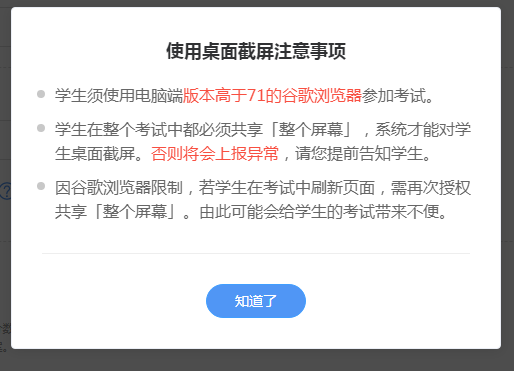 使用桌面截屏注意事项
学生须使用电脑端版本高于71的谷歌浏览器参加考试。
学生在整个考试中都必须共享「整个屏幕」，系统才能对学
生桌面截屏。否则将会上报异常，请您提前告知学生。
因谷歌浏览器限制，若学生在考试中刷新页面，需再次授权
共享「整个屏幕」。由此可能会给学生的考试带来不便。
知道了